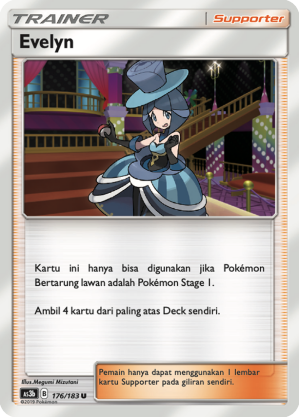 TRAINER
Supporter
Evelyn
Kartu ini hanya bisa digunakan jika Pokémon
Bertarung lawan adalah Pokémon Stage 1.
Ambil 4 kartu dari paling atas Deck sendiri.
Illus.Megumi Mizutani
Pemain hanya dapat menggunakan 1 lembar
kartu Supporter pada giliran sendiri.
AS3b B 176/183 U
©2019 Pokémon